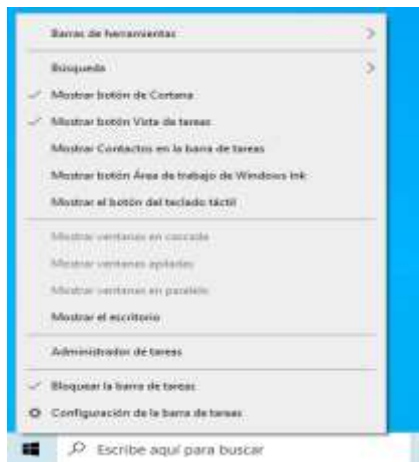 Barras de herramientas
Búsqueda
Mostrar botón de Cortana
Mostrar botón Vista de tareas
Mostrar Contactos en la barra de tareas
Mostrar botón Área de trabajo de Windows Ink
Mostrar el botón del teclado táctil
Mostrar ventanas en cascada
Mostrar ventanas apiladas
Mostrar ventanas en paralelo
Mostrar el escritorio
Administrador de tareas
Bloquear la barra de tareas
Configuración de la barra de tareas
Escribe aquí para buscar